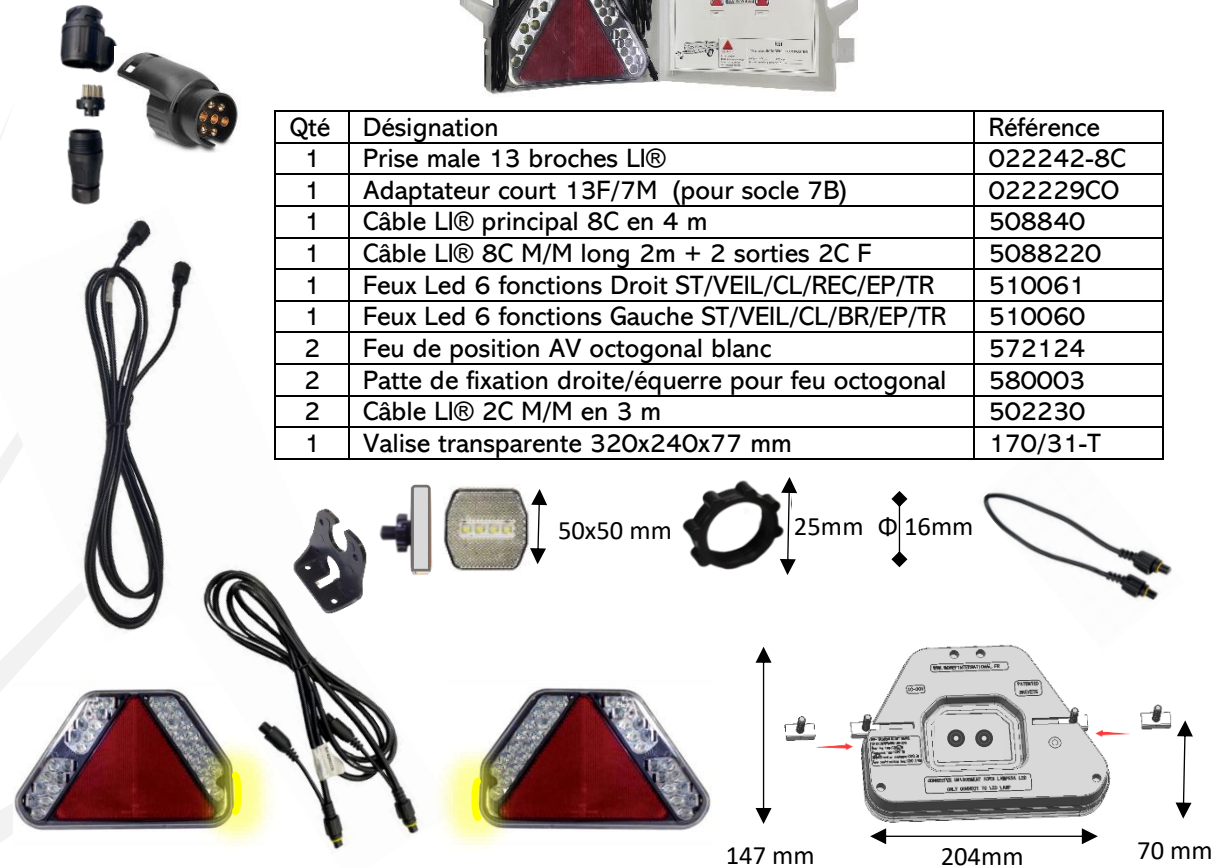 Qté Désignation Référence
1 Prise male 13 broches LI® 022242-8C
1 Adaptateur court 13F/7M (pour socle 7B) 022229CO
1 Câble LI® principal 8C en 4 m 508840
1 Câble LI® 8C M/M long 2m + 2 sorties 2C F 5088220
1 Feux Led 6 fonctions Droit ST/VEIL/CL/REC/EP/TR 510061
1 Feux Led 6 fonctions Gauche ST/VEIL/CL/BR/EP/TR 510060
2 Feu de position AV octogonal blanc 572124
2 Patte de fixation droite/équerre pour feu octogonal 580003
2 Câble LI® 2C M/M en 3 m 502230
1 Valise transparente 320x240x77 mm 170/31-T
50x50 mm
25mm
Φ 16mm
PATENTED
ONLY CONNECT TO LED LAMP
147 mm
204mm
70 mm